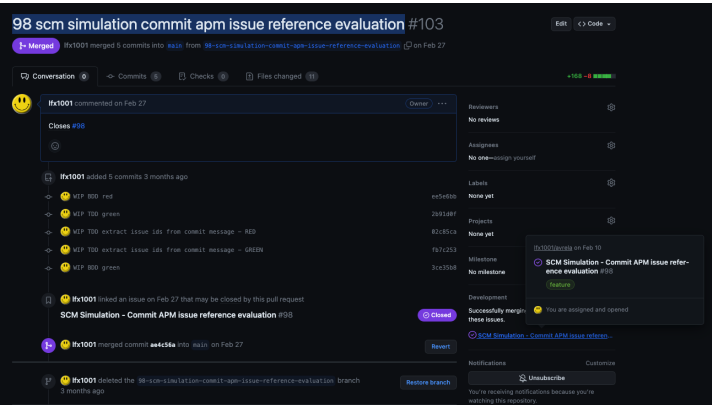 98 scm simulation commit apm issue reference evaluation #103
Edit
<> Code
Merged
lfx1001 merged 5 commits into main from 98-scm-simulation-commit-apm-issue-reference-evaluation on Feb 27
Conversation 0
Commits 5
Checks 0
Files changed 11
+168 −0
lfx1001 commented on Feb 27
Owner
Closes #98
lfx1001 added 5 commits 3 months ago
WIP BDD red
ee5e6bb
WIP TDD green
2b91d0f
WIP TDD extract issue ids from commit message - RED
02c05ca
WIP TDD extract issue ids from commit message - GREEN
fb7c253
WIP BDD green
3ce35b8
lfx1001 linked an issue on Feb 27 that may be closed by this pull request
SCM Simulation - Commit APM issue reference evaluation #98
Closed
lfx1001 merged commit ae4c56a into main on Feb 27
Revert
lfx1001 deleted the 98-scm-simulation-commit-apm-issue-reference-evaluation branch
3 months ago
Restore branch
Reviewers
No reviews
Assignees
No one—assign yourself
Labels
None yet
Projects
None yet
Milestone
No milestone
Development
Successfully mergin
these issues.
SCM Simulation - Commit APM issue referen...
Notifications
Customize
Unsubscribe
You're receiving notifications because you're
watching this repository.
on Feb 10
SCM Simulation - Commit APM issue refer-
ence evaluation #98
feature
You are assigned and opened